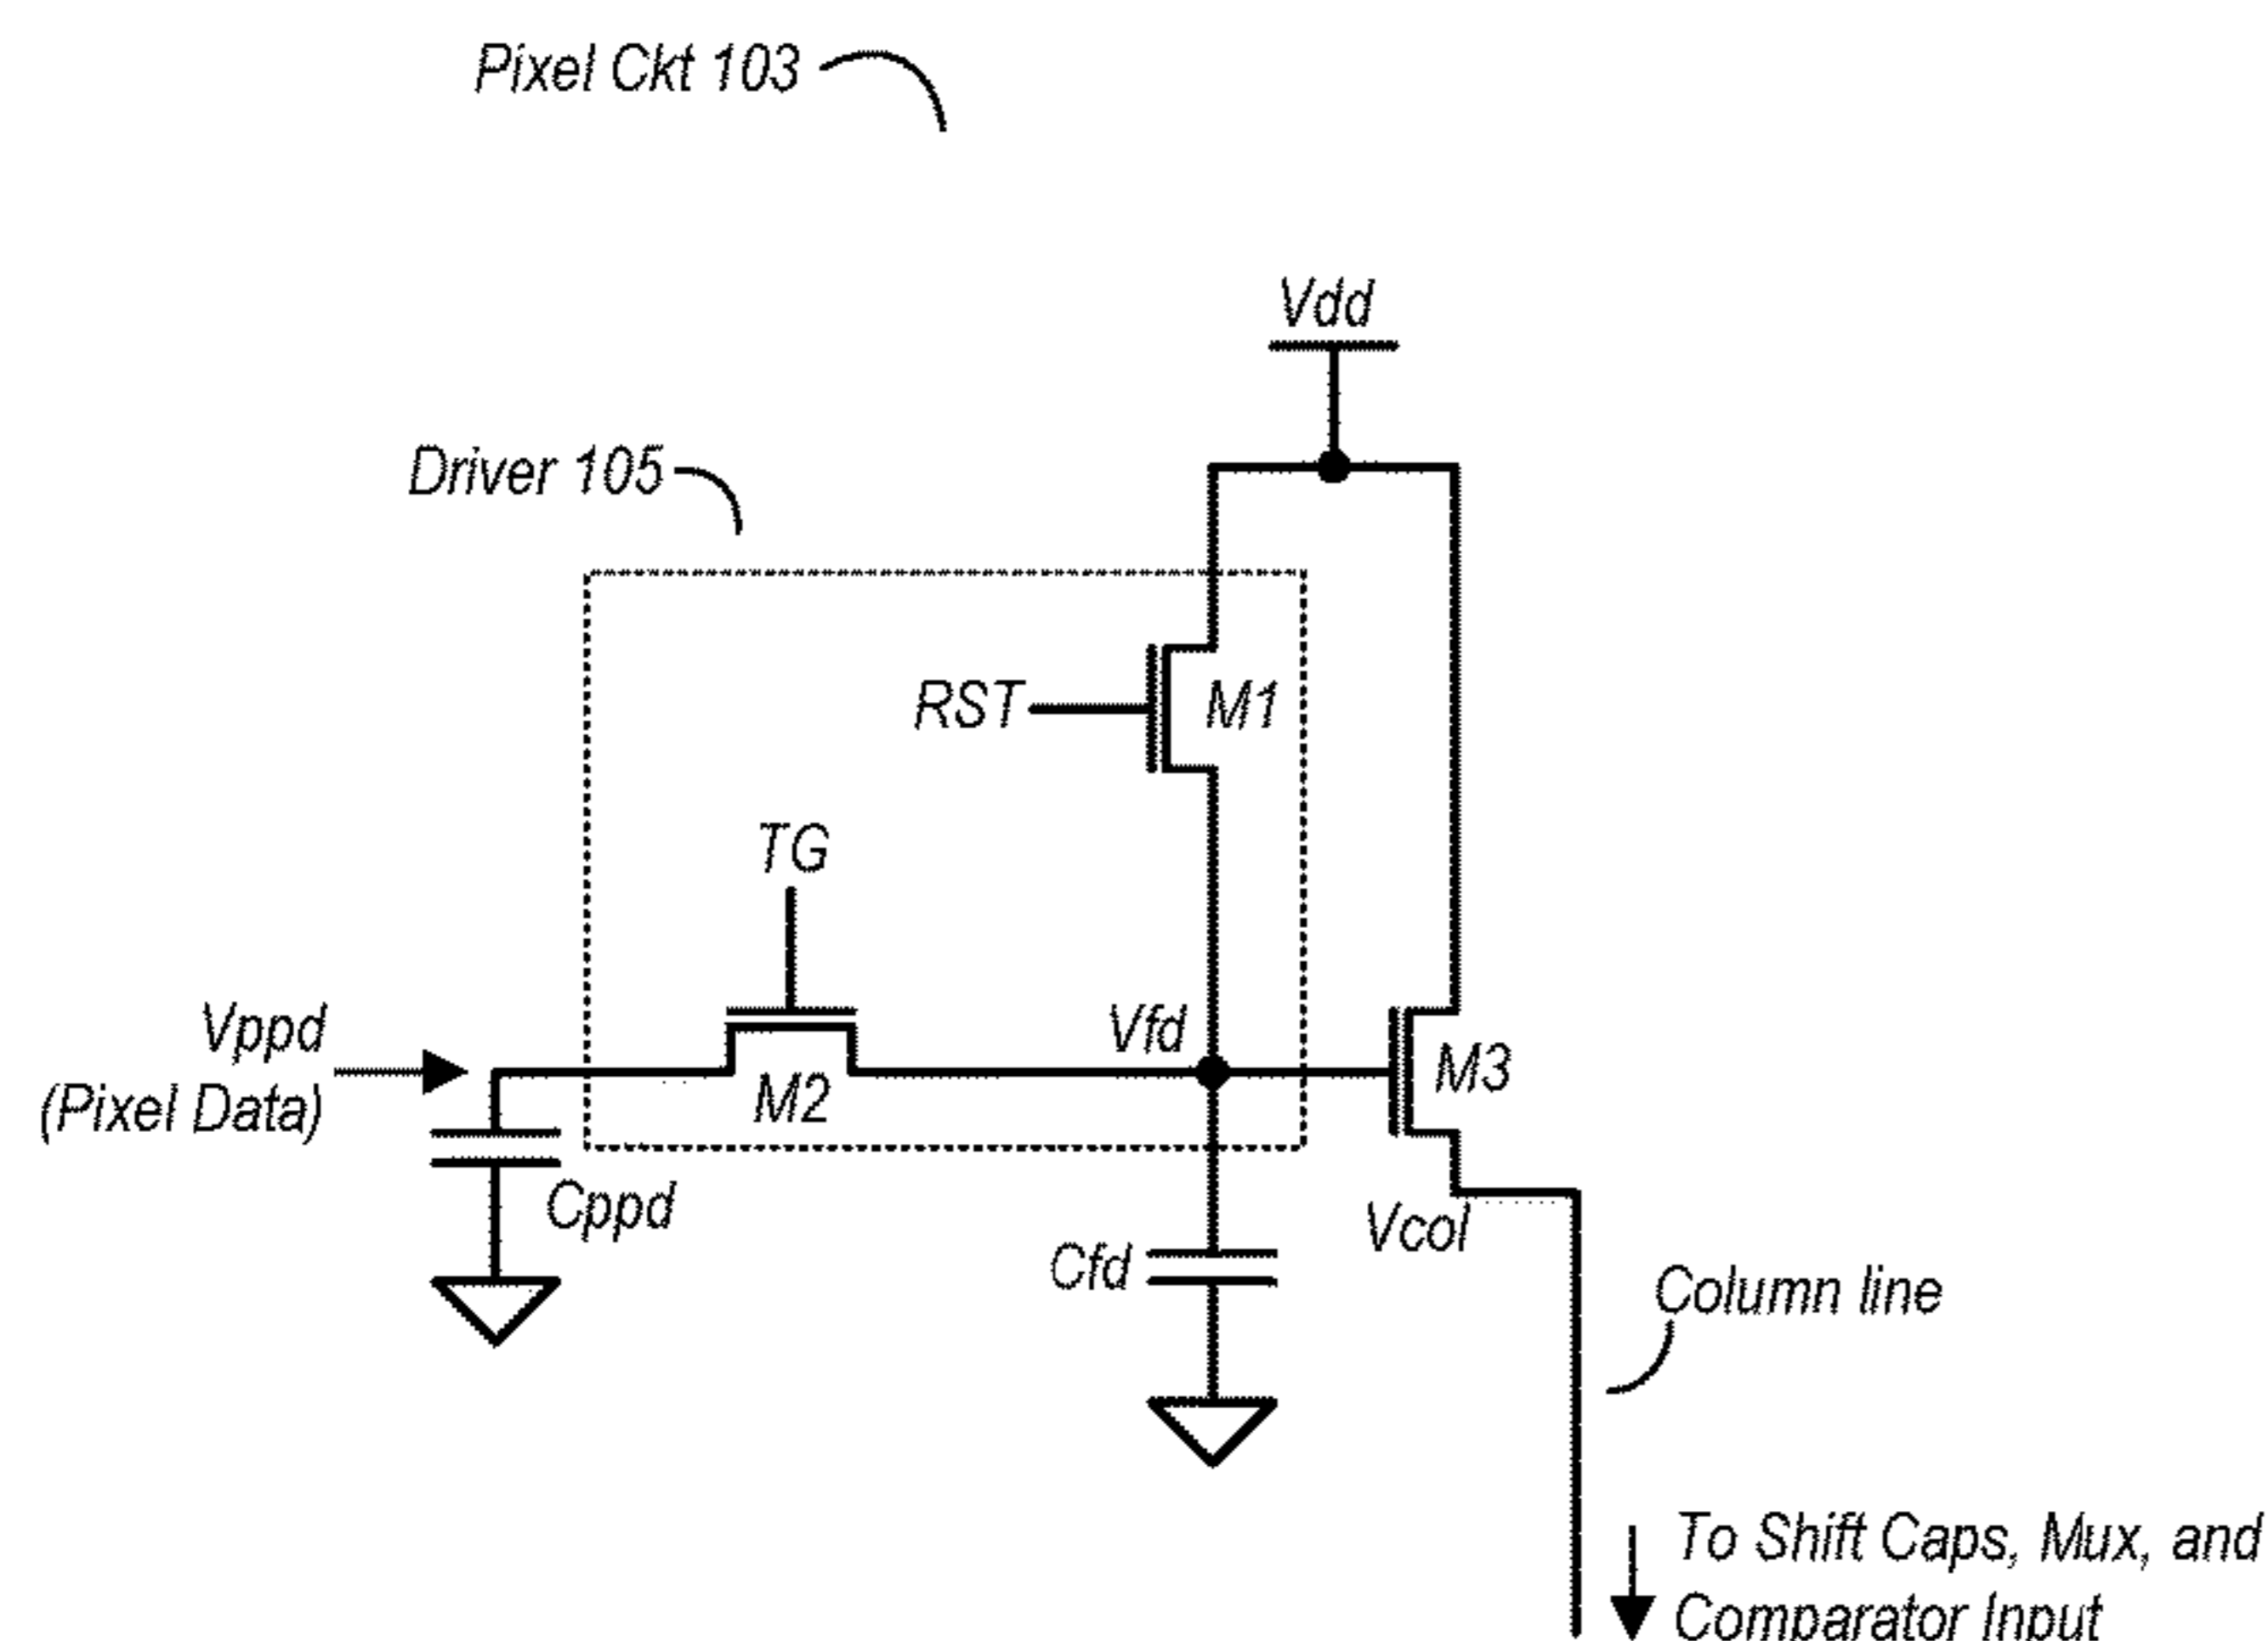 Pixel Ckt 103
Vdd
Driver 105
RST
M1
TG
Vppd
(Pixel Data)
Vfd
M2
M3
Cppd
Vcol
Cfd
Column line
To Shift Caps, Mux, and
Comparator Input